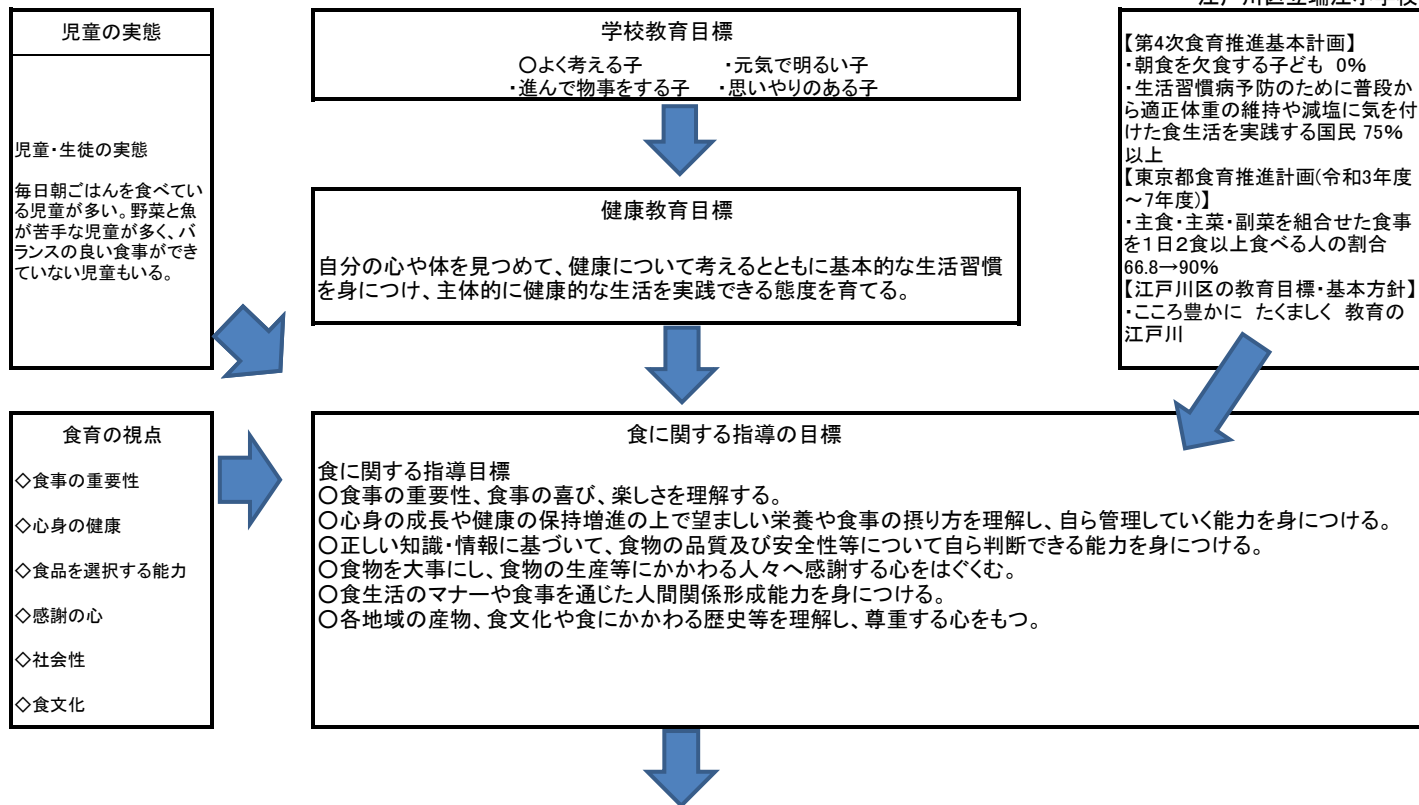 児童の実態
児童・生徒の実態
毎日朝ごはんを食べてい
る児童が多い。野菜と魚
が苦手な児童が多く、バ
ランスの良い食事ができ
ていない児童もいる。
学校教育目標
〇よく考える子 ・元気で明るい子
・進んで物事をする子 ・思いやりのある子
健康教育目標
自分の心や体を見つめて、健康について考えるとともに基本的な生活習慣
を身につけ、主体的に健康的な生活を実践できる態度を育てる。
【第4次食育推進基本計画】
・朝食を欠食する子ども 0%
・生活習慣病予防のために普段か
ら適正体重の維持や減塩に気を付
けた食生活を実践する国民 75%
以上
【東京都食育推進計画(令和3年度
～7年度)】
・主食・主菜・副菜を組合せた食事
を1日2食以上食べる人の割合
66.8→90%
【江戸川区の教育目標・基本方針】
・こころ豊かに たくましく 教育の
江戸川
食育の視点
◇食事の重要性
◇心身の健康
◇食品を選択する能力
◇感謝の心
◇社会性
◇食文化
食に関する指導の目標
食に関する指導目標
〇食事の重要性、食事の喜び、楽しさを理解する。
〇心身の成長や健康の保持増進の上で望ましい栄養や食事の摂り方を理解し、自ら管理していく能力を身につける。
〇正しい知識・情報に基づいて、食物の品質及び安全性等について自ら判断できる能力を身につける。
〇食物を大事にし、食物の生産等にかかわる人々へ感謝する心をはぐくむ。
〇食生活のマナーや食事を通じた人間関係形成能力を身につける。
〇各地域の産物、食文化や食にかかわる歴史等を理解し、尊重する心をもつ。